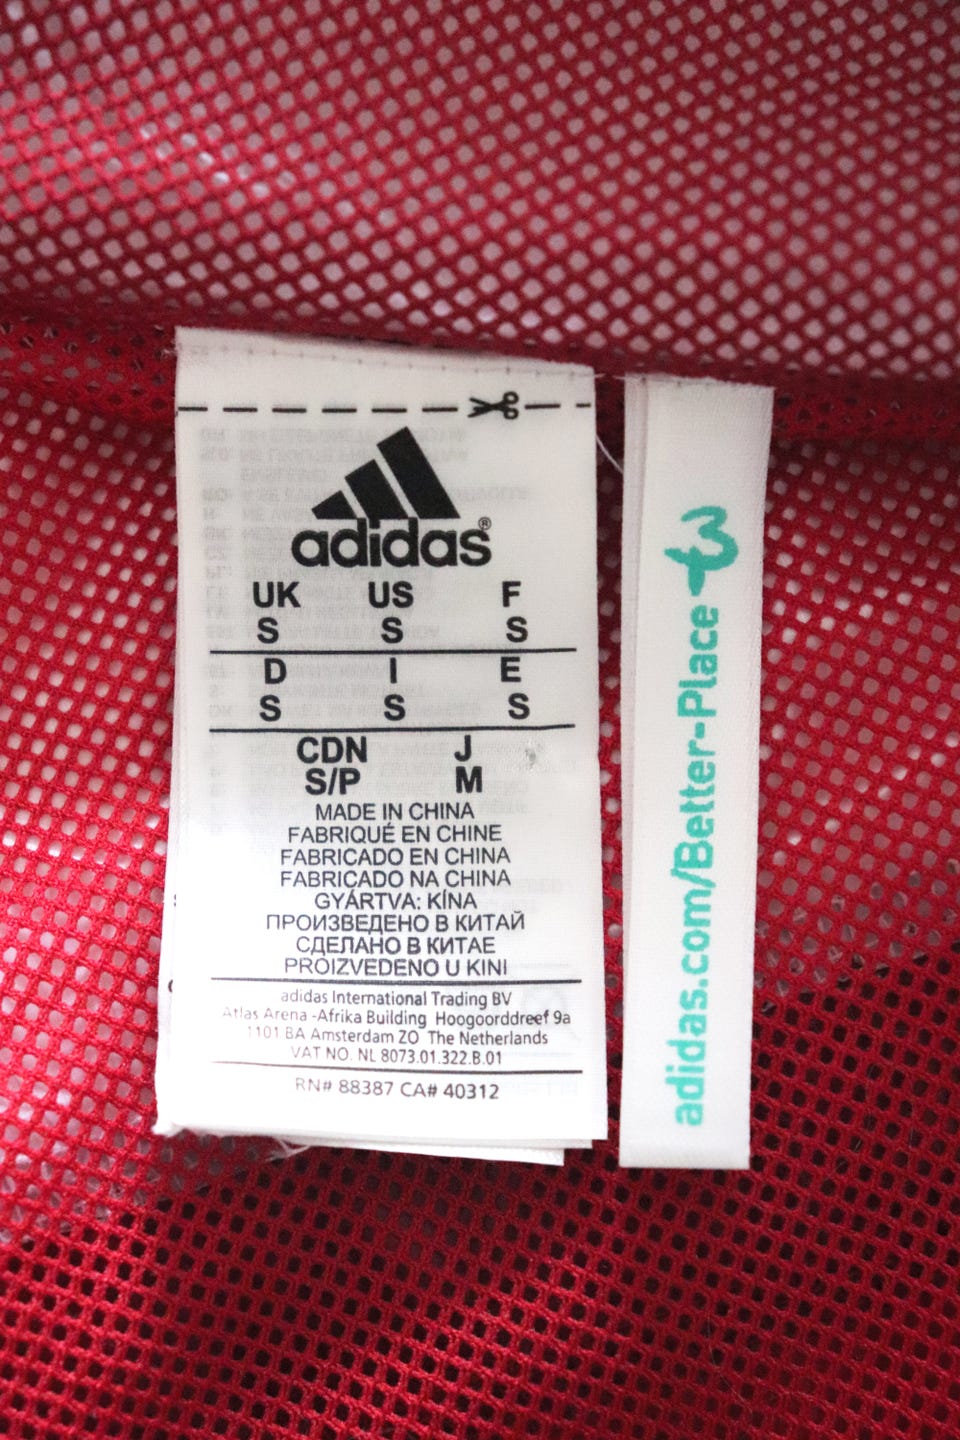 adidas®
UK US F
S S S
D I E
S S S
CDN J
S/P M
MADE IN CHINA
FABRIQUÉ EN CHINE
FABRICADO EN CHINA
FABRICADO NA CHINA
GYÁRTVA: KÍNA
ПРОИЗВЕДЕНО В КИТАЙ
СДЕЛАНО В КИТАЕ
PROIZVEDENO U KINI
adidas International Trading BV
Atlas Arena -Afrika Building Hoogoorddreef 9a
1101 BA Amsterdam ZO The Netherlands
VAT NO. NL 8073.01.322.B.01
RN# 88387 CA# 40312
adidas.com/Better-Place